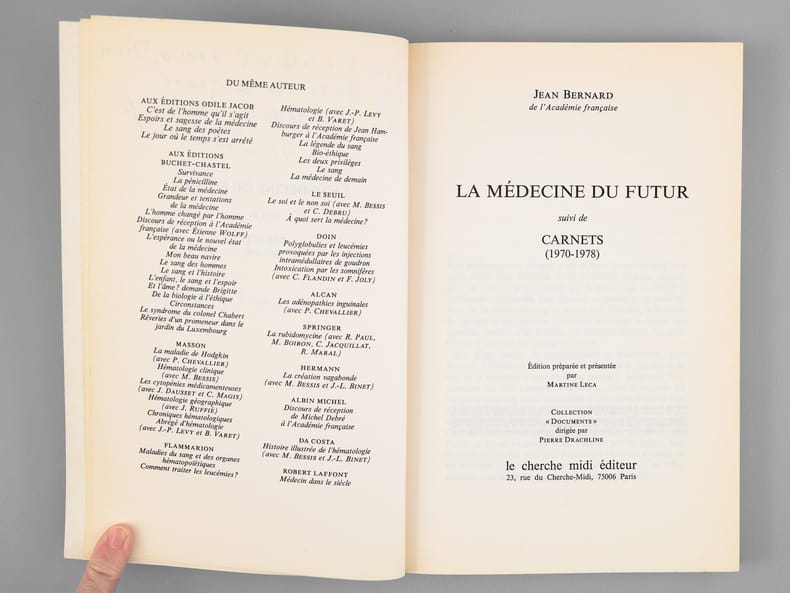 DU MÊME AUTEUR
AUX ÉDITIONS ODILE JACOB
C'est de l'homme qu'il s'agit
Espoirs et sagesse de la médecine
Le sang des poètes
Le jour où le temps s'est arrêté
AUX ÉDITIONS
BUCHET-CHASTEL
Survivance
La pénicilline
État de la médecine
Grandeur et tentations
de la médecine
L'homme changé par l'homme
Discours de réception à l'Académie
française (avec Étienne WOLFF)
L'espérance ou le nouvel état
de la médecine
Mon beau navire
Le sang des hommes
Le sang et l'histoire
L'enfant, le sang et l'espoir
Et l'âme? demande Brigitte
De la biologie à l'éthique
Circonstances
Le syndrome du colonel Chabert
Rêveries d'un promeneur dans le
jardin du Luxembourg
MASSON
La maladie de Hodgkin
(avec P. CHEVALLIER)
Hématologie clinique
(avec M. BESSIS)
Les cytopénies médicamenteuses
(avec J. DAUSSET et C. MAGIS)
Hématologie géographique
(avec J. RUFFIÉ)
Chroniques hématologiques
Abrégé d'hématologie
(avec J.-P. LEVY et B. VARET)
FLAMMARION
Maladies du sang et des organes
hématopoïétiques
Comment traiter les leucémies?
Hématologie (avec J.-P. LEVY
et B. VARET)
Discours de réception de Jean Ham-
burger à l'Académie française
La légende du sang
Bio-éthique
Les deux privilèges
Le sang
La médecine de demain
LE SEUIL
Le soi et le non soi (avec M. BESSIS
et C. DEBRU)
À quoi sert la médecine?
DOIN
Polyglobulies et leucémies
provoquées par les injections
intramédullaires de goudron
Intoxication par les somnifères
(avec C. FLANDIN et F. JOLY)
ALCAN
Les adénopathies inguinales
(avec P. CHEVALLIER)
SPRINGER
La rubidomycine (avec R. PAUL,
M. BOIRON, C. JACQUILLAT,
R. MARAL)
HERMANN
La création vagabonde
(avec M. BESSIS et J.-L. BINET)
ALBIN MICHEL
Discours de réception
de Michel Debré
à l'Académie française
DA COSTA
Histoire illustrée de l'hématologie
(avec M. BESSIS et J.-L. BINET)
ROBERT LAFFONT
Médecin dans le siècle
JEAN BERNARD
de l'Académie française
LA MÉDECINE DU FUTUR
suivi de
CARNETS
(1970-1978)
Édition préparée et présentée
par
MARTINE LECA
COLLECTION
« DOCUMENTS »
dirigée par
PIERRE DRACHLINE
le cherche midi éditeur
23, rue du Cherche-Midi, 75006 Paris